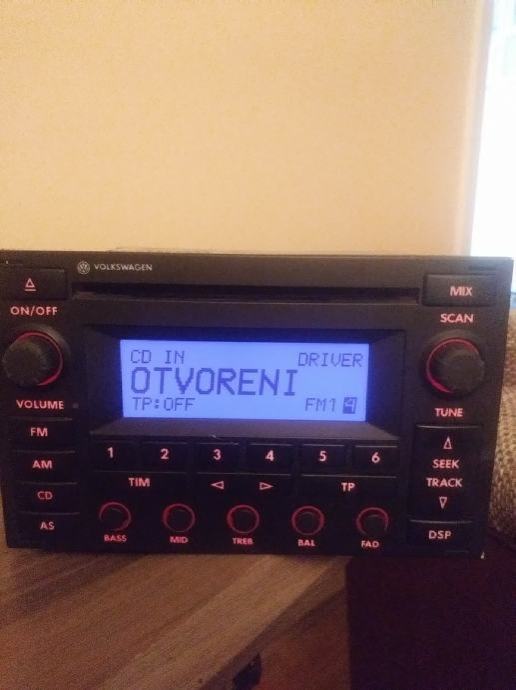 VOLKSWAGEN
MIX
ON/OFF
SCAN
CD IN DRIVER
OTVORENI
TP:OFF FM1 4
VOLUME
TUNE
FM
1 2 3 4 5 6
AM
SEEK
TIM TP
TRACK
CD
AS
BASS MID TREB BAL FAD
DSP